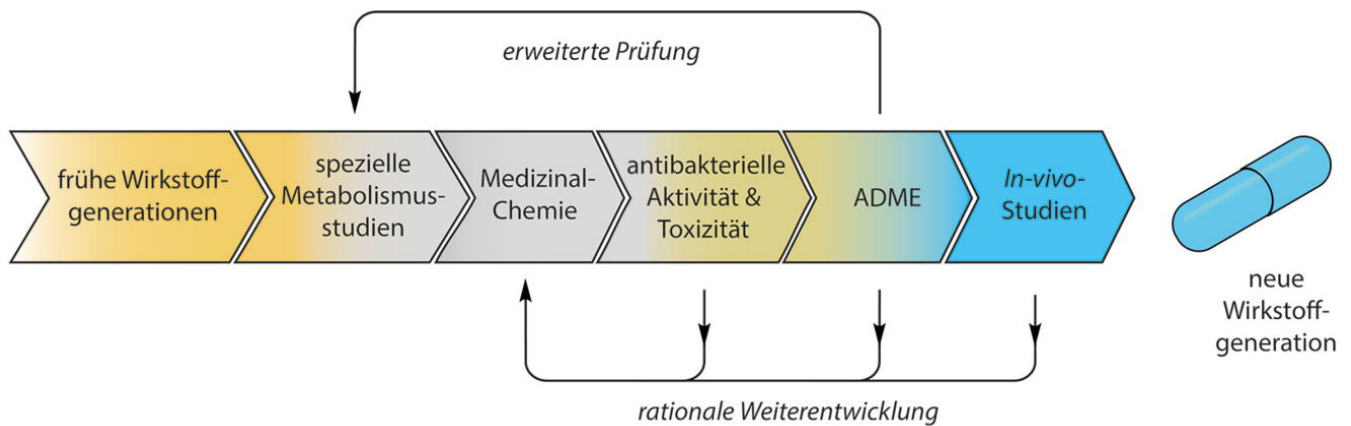 erweiterte Prüfung
frühe Wirkstoff-
generationen
spezielle
Metabolismus-
studien
Medizinal-
Chemie
antibakterielle
Aktivität &
Toxizität
ADME
In-vivo-
Studien
neue
Wirkstoff-
generation
rationale Weiterentwicklung